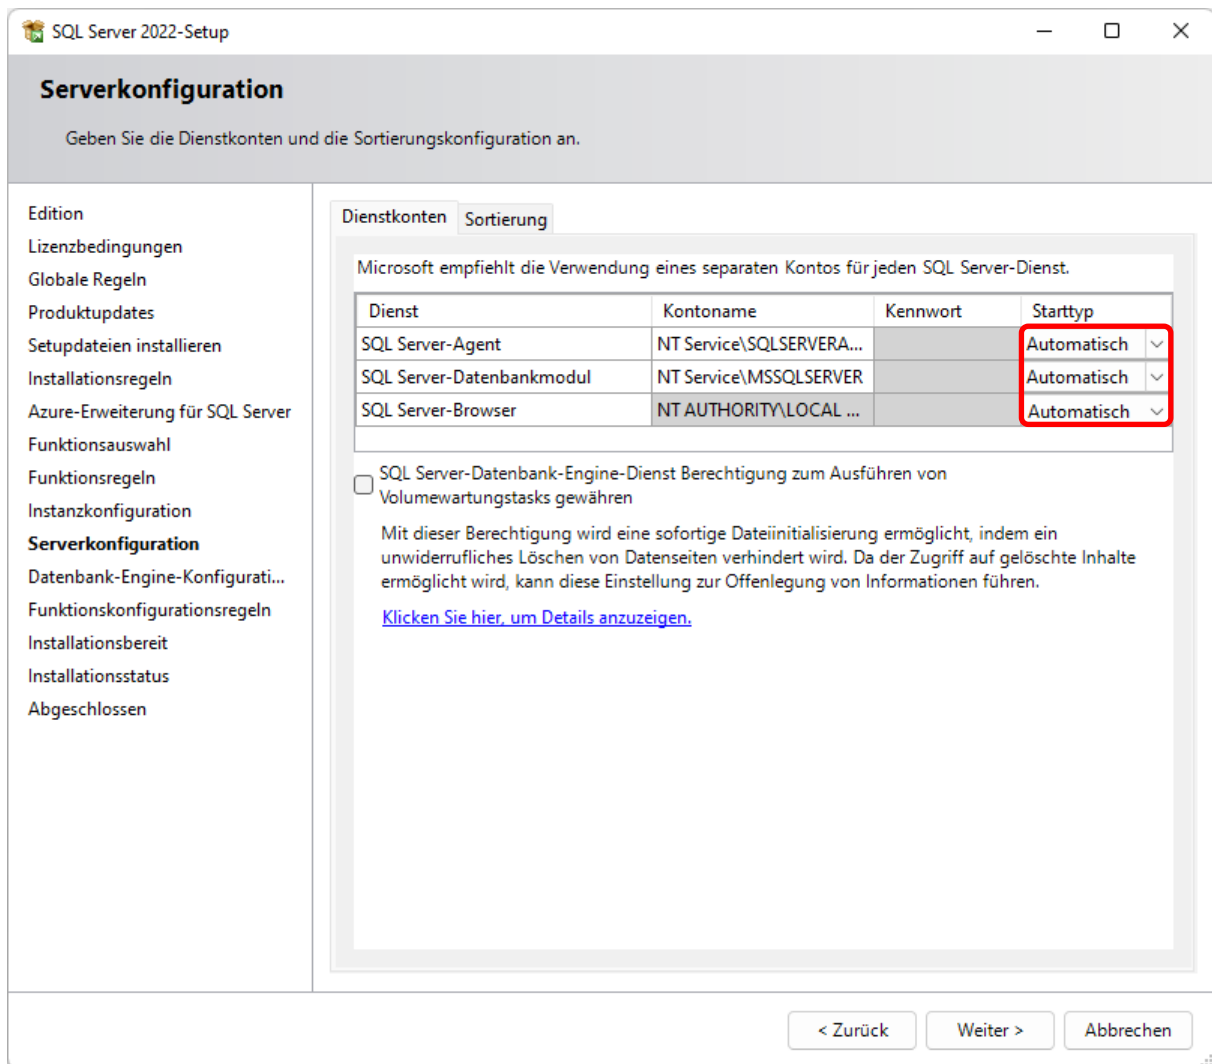 SQL Server 2022-Setup
Serverkonfiguration
Geben Sie die Dienstkonten und die Sortierungskonfiguration an.
Edition
Lizenzbedingungen
Globale Regeln
Produktupdates
Setupdateien installieren
Installationsregeln
Azure-Erweiterung für SQL Server
Funktionsauswahl
Funktionsregeln
Instanzkonfiguration
Serverkonfiguration
Datenbank-Engine-Konfigurati...
Funktionskonfigurationsregeln
Installationsbereit
Installationsstatus
Abgeschlossen
Dienstkonten Sortierung
Microsoft empfiehlt die Verwendung eines separaten Kontos für jeden SQL Server-Dienst.
Dienst Kontoname Kennwort Starttyp
SQL Server-Agent NT Service\SQLSERVERA... Automatisch
SQL Server-Datenbankmodul NT Service\MSSQLSERVER Automatisch
SQL Server-Browser NT AUTHORITY\LOCAL ... Automatisch
SQL Server-Datenbank-Engine-Dienst Berechtigung zum Ausführen von
Volumewartungstasks gewähren
Mit dieser Berechtigung wird eine sofortige Dateiinitialisierung ermöglicht, indem ein
unwiderrufliches Löschen von Datenseiten verhindert wird. Da der Zugriff auf gelöschte Inhalte
ermöglicht wird, kann diese Einstellung zur Offenlegung von Informationen führen.
Klicken Sie hier, um Details anzuzeigen.
< Zurück Weiter > Abbrechen